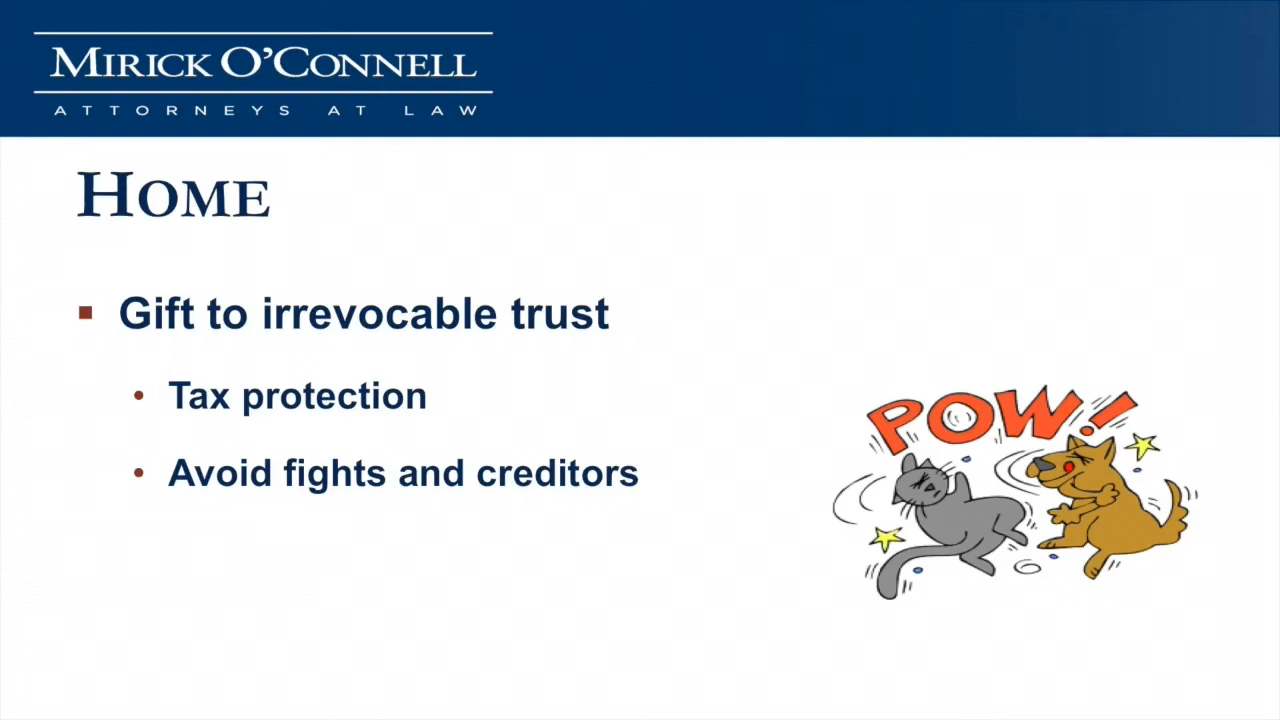 MIRICK O'CONNELL
ATTORNEYS AT LAW
HOME
Gift to irrevocable trust
Tax protection
Avoid fights and creditors
POW!